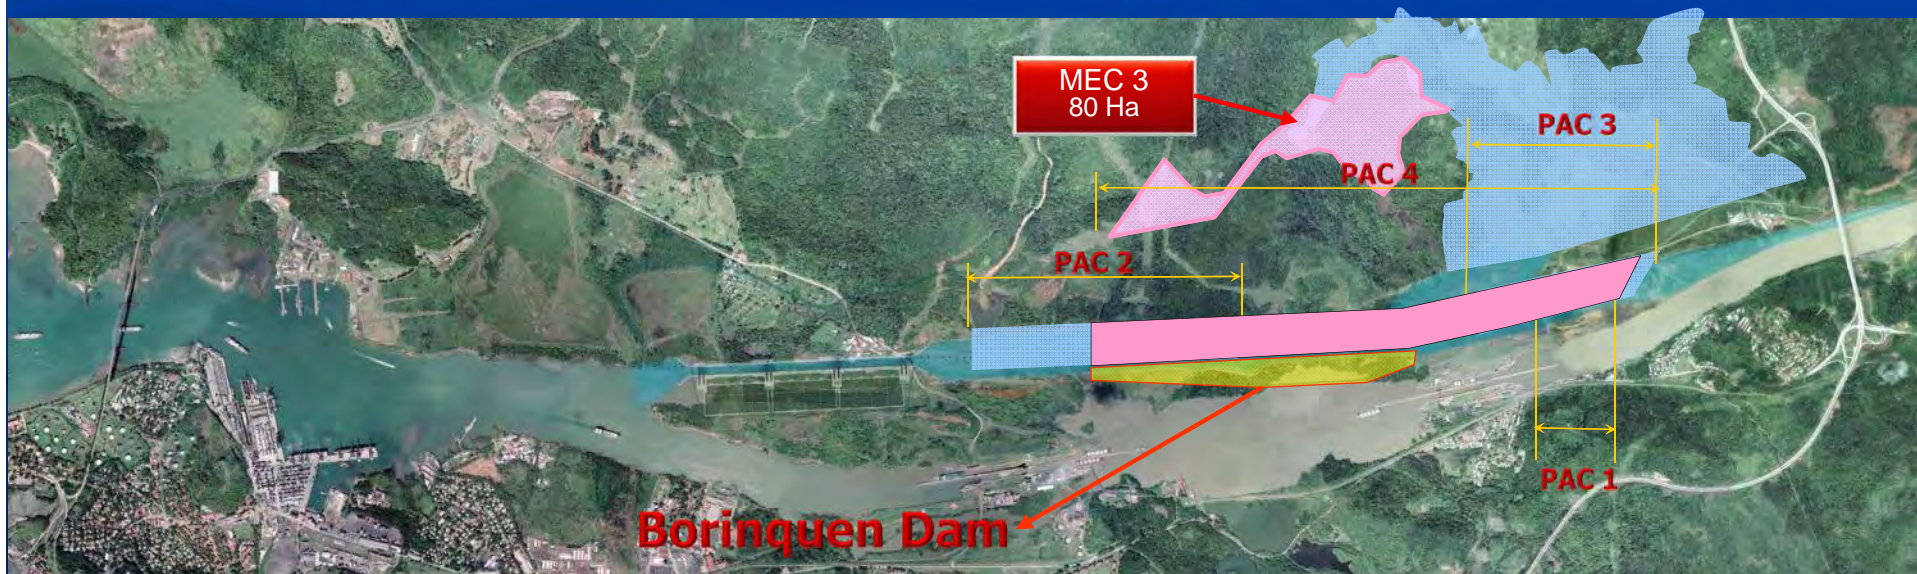 MEC 3
80 Ha
PAC 3
PAC 4
PAC 2
PAC 1
Borinquen Dam